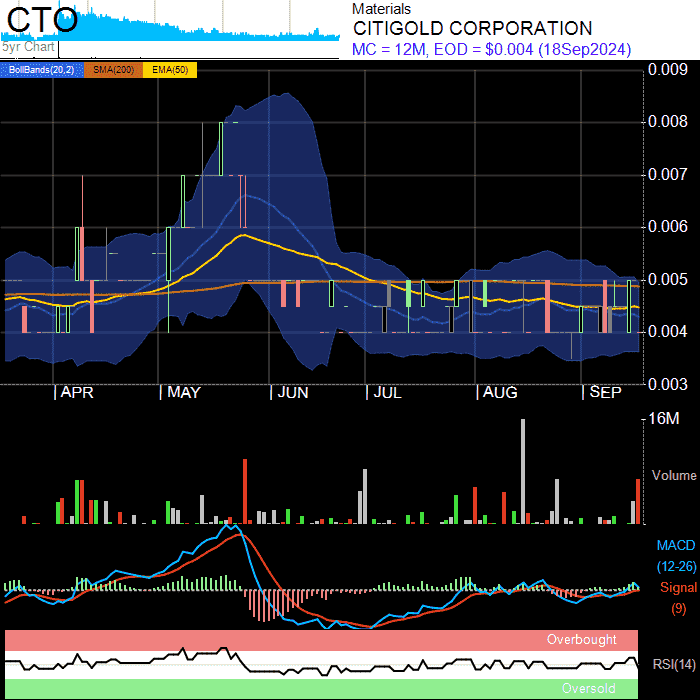 CTO
5yr Chart
Materials
CITIGOLD CORPORATION
MC = 12M, EOD = $0.004 (18Sep2024)
BollBands(20,2) SMA(200) EMA(50)
0.009
0.008
0.007
0.006
0.005
0.004
0.003
APR MAY JUN JUL AUG SEP
16M
Volume
MACD
(12-26)
Signal
(9)
Overbought
RSI(14)
Oversold